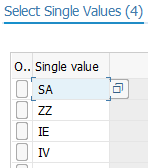 Select Single Values (4)
O.. Single value
SA
ZZ
IE
IV